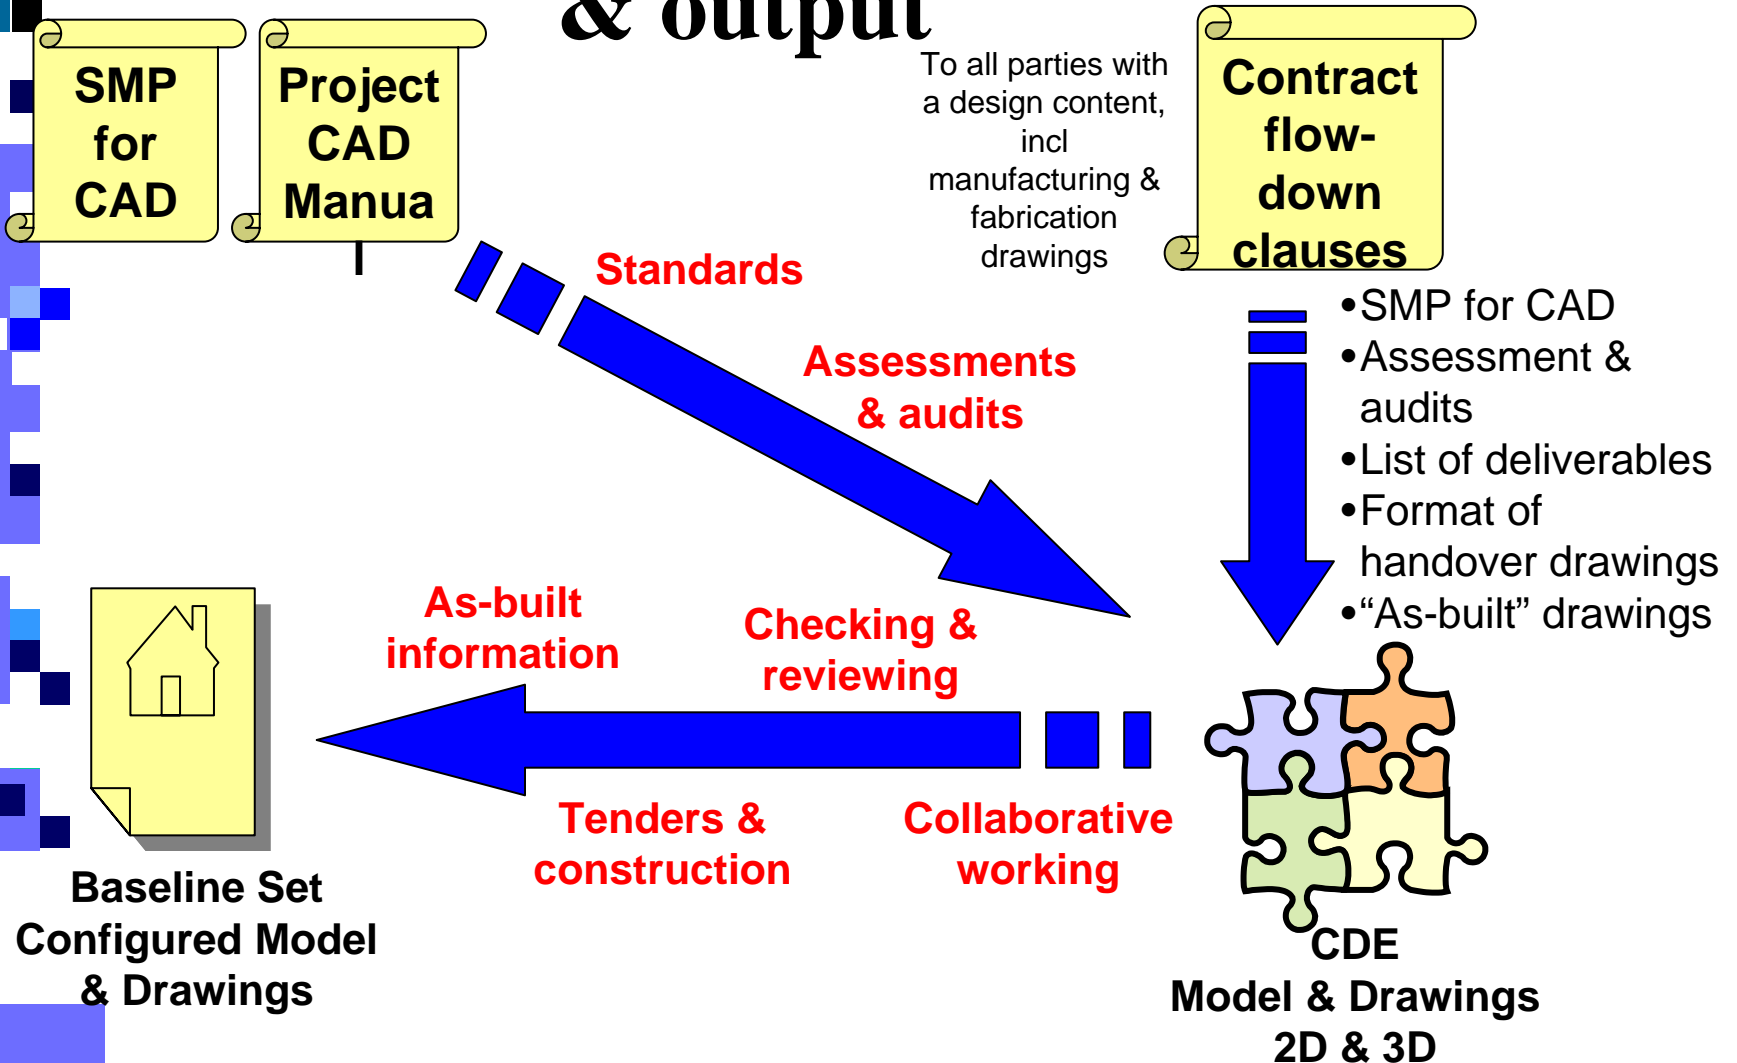 & output
SMP
for
CAD
Project
CAD
Manua
l
To all parties with
a design content,
incl
manufacturing &
fabrication
drawings
Contract
flow-
down
clauses
Standards
Assessments
& audits
•SMP for CAD
•Assessment &
audits
•List of deliverables
•Format of
handover drawings
•“As-built” drawings
As-built
information
Checking &
reviewing
Tenders &
construction
Collaborative
working
Baseline Set
Configured Model
& Drawings
CDE
Model & Drawings
2D & 3D